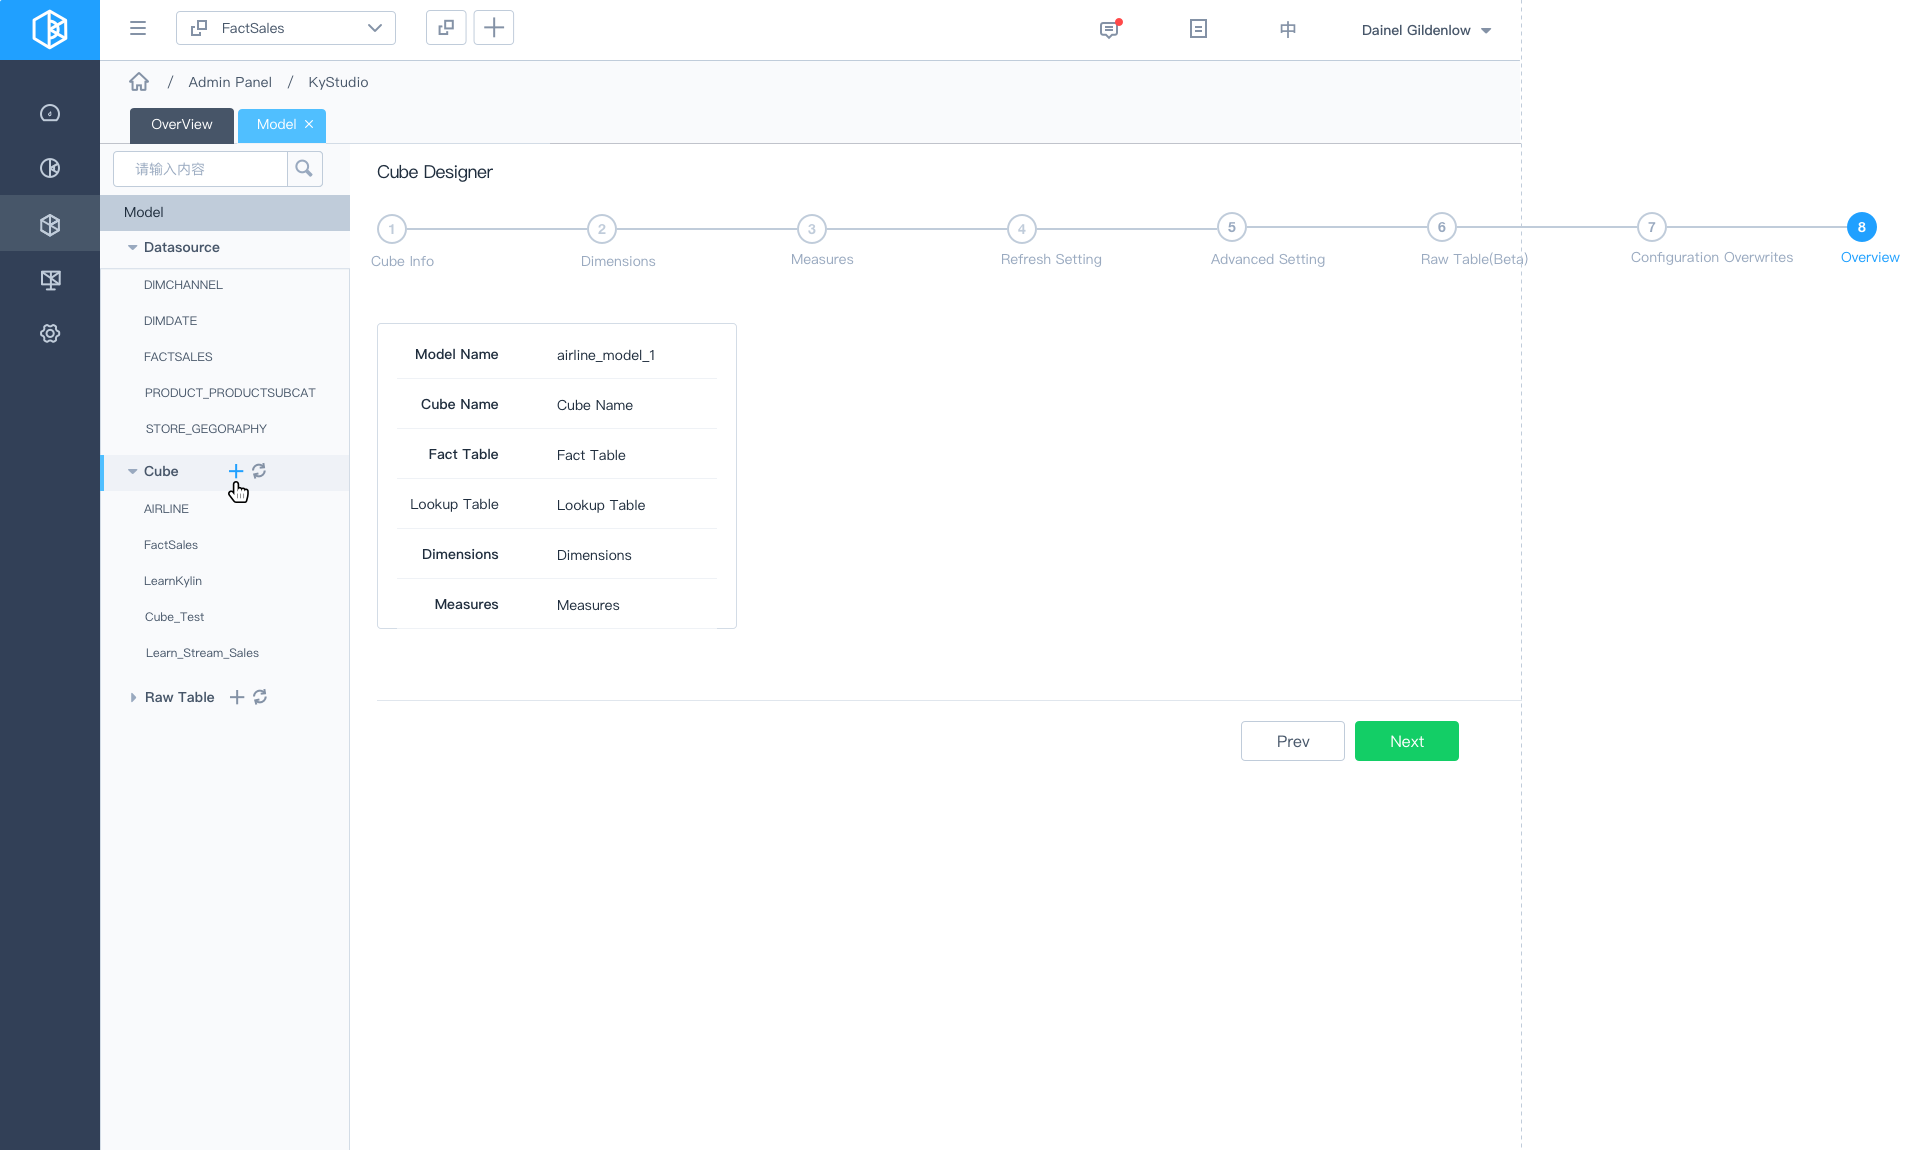 FactSales
中
Dainel Gildenlow
/ Admin Panel / KyStudio
OverView
Model ×
请输入内容
Cube Designer
Model
1
2
3
4
5
6
7
8
Cube Info
Dimensions
Measures
Refresh Setting
Advanced Setting
Raw Table(Beta)
Configuration Overwrites
Overview
Datasource
DIMCHANNEL
DIMDATE
FACTSALES
PRODUCT_PRODUCTSUBCAT
STORE_GEGORAPHY
Cube
AIRLINE
FactSales
LearnKylin
Cube_Test
Learn_Stream_Sales
Raw Table
Model Name airline_model_1
Cube Name Cube Name
Fact Table Fact Table
Lookup Table Lookup Table
Dimensions Dimensions
Measures Measures
Prev
Next